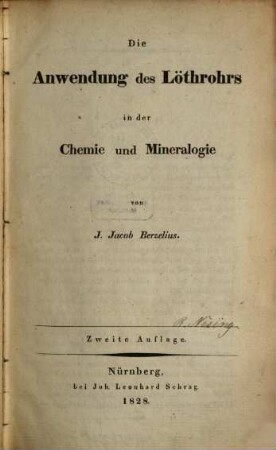 Die
Anwendung des Löthrohrs
in der
Chemie und Mineralogie
von
J. Jacob Berzelius.
Zweite Auflage.
Nürnberg,
bei Joh. Leonhard Schrag.
1828.